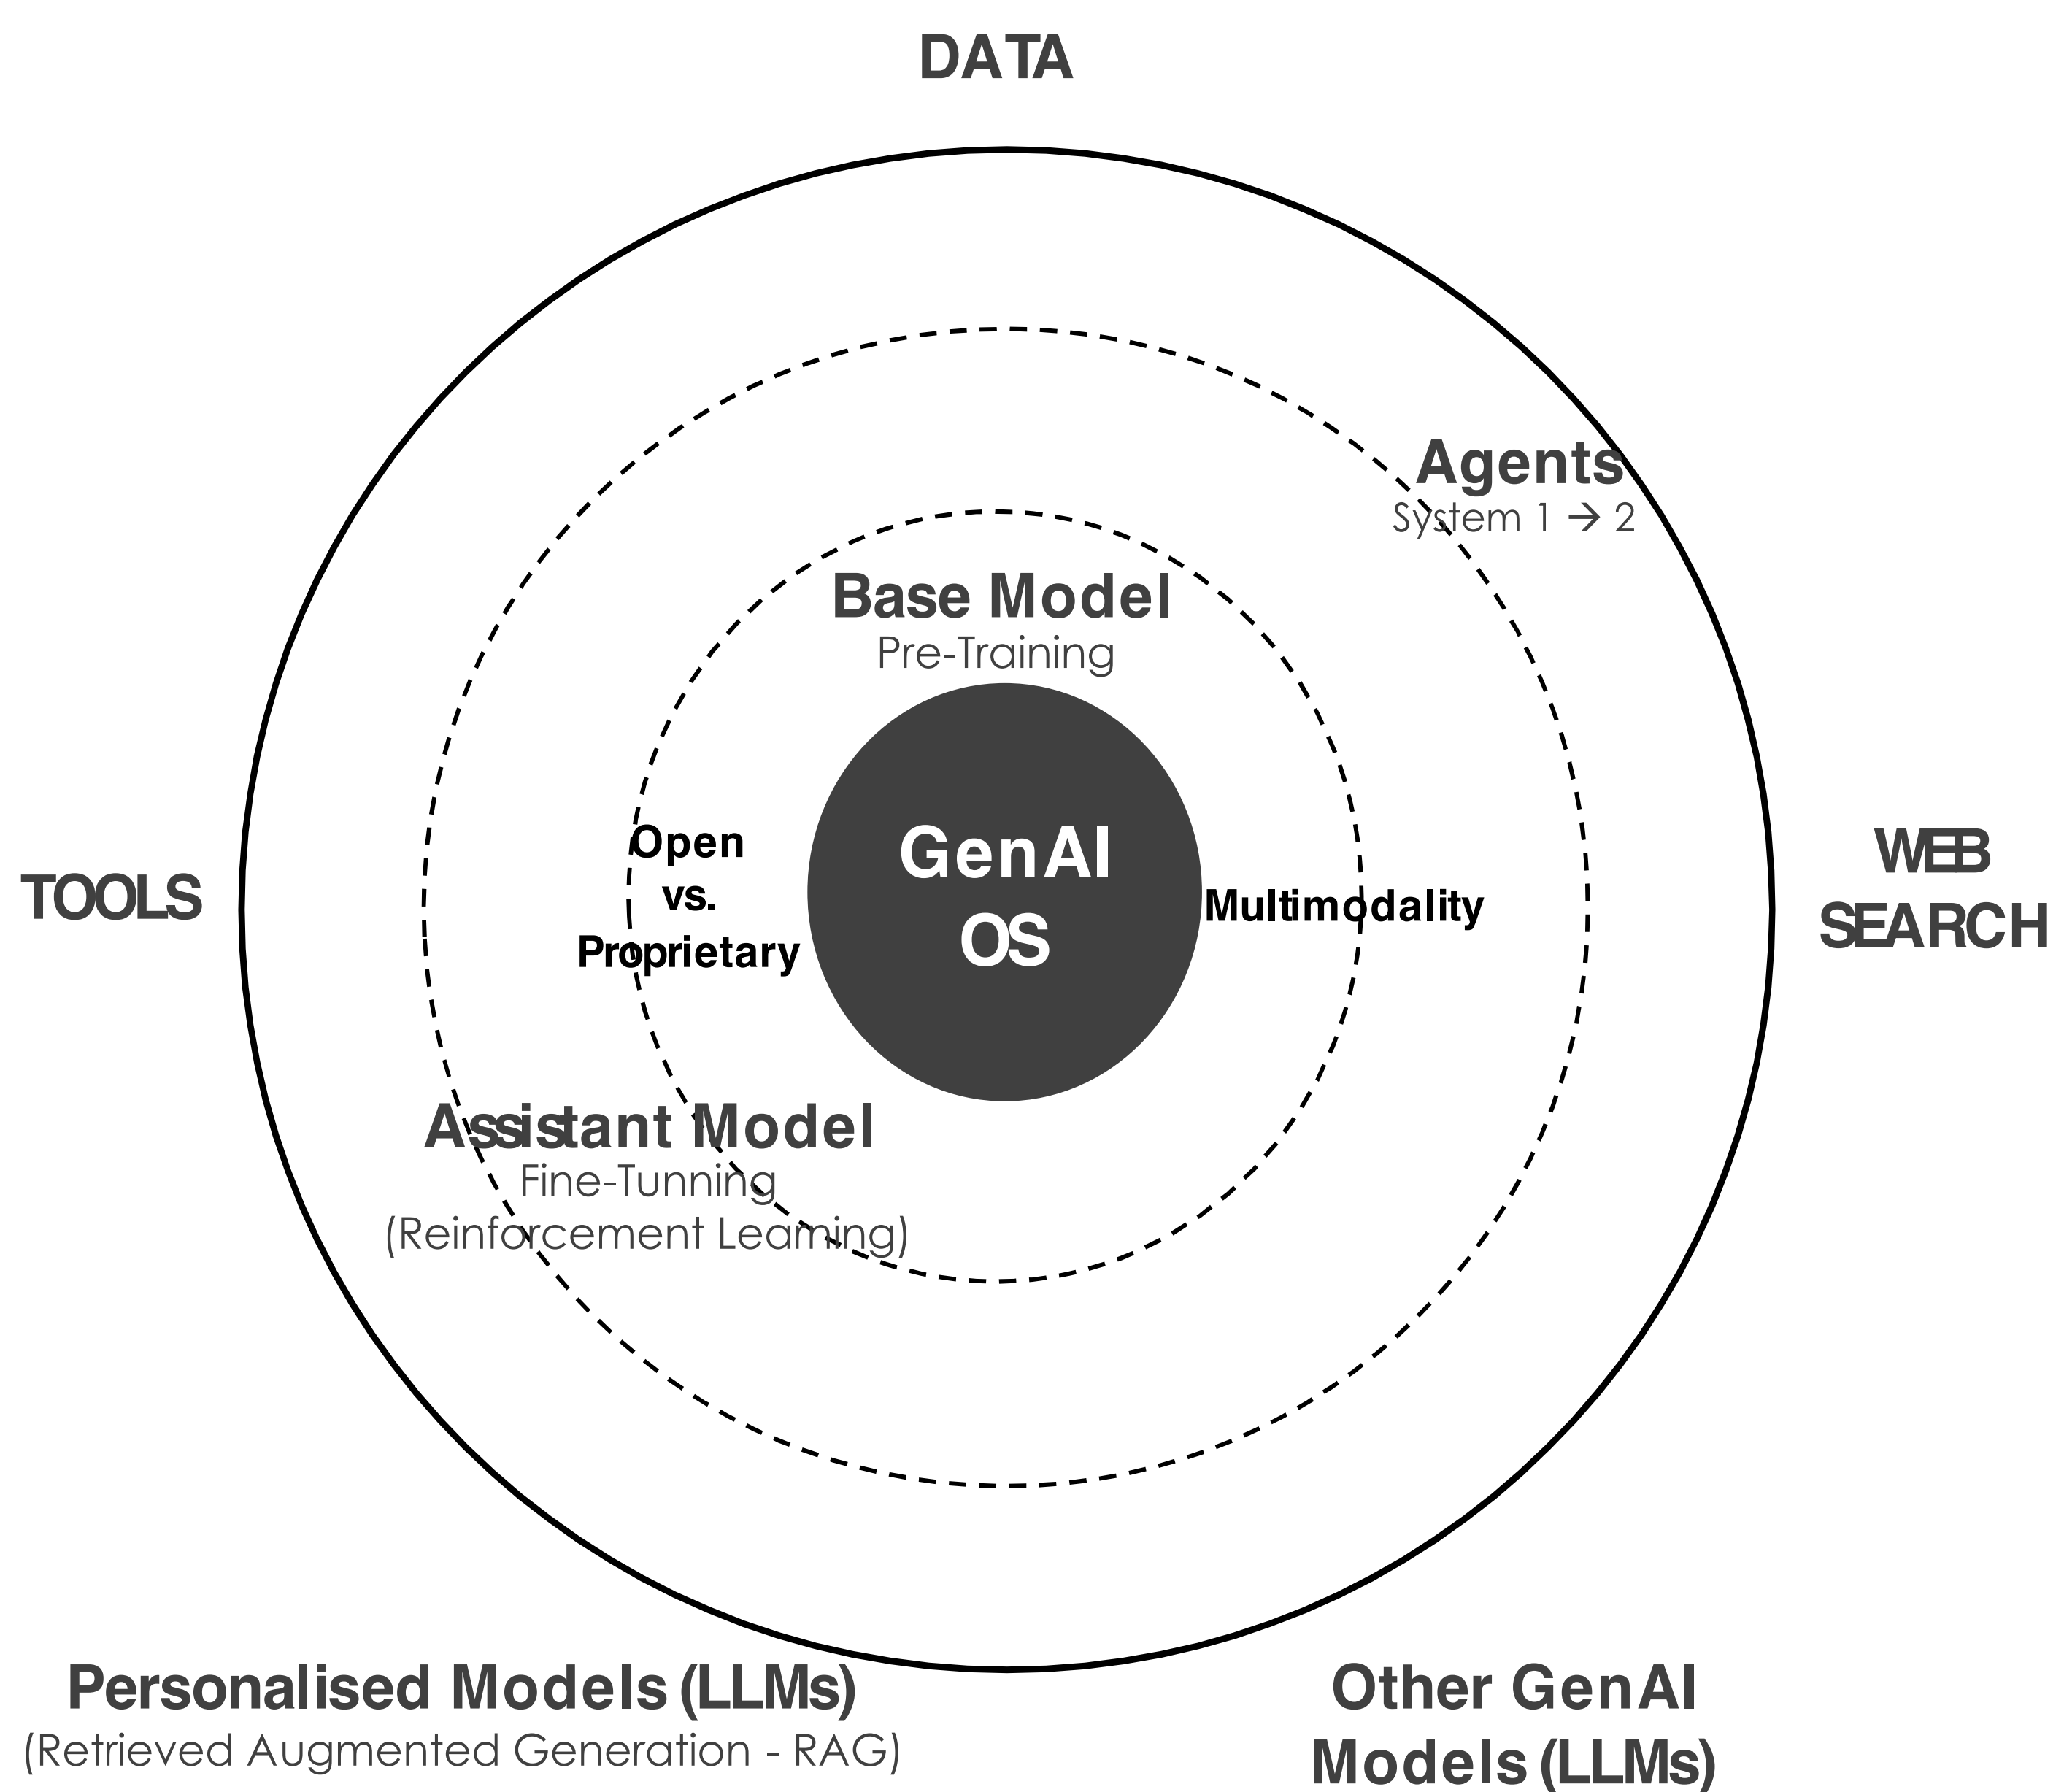 DATA
Agents
System 1 → 2
Base Model
Pre-Training
Open
vs.
Proprietary
GenAI
OS
Multimodality
TOOLS
WEB
SEARCH
Assistant Model
Fine-Tunning
(Reinforcement Learning)
Personalised Models (LLMs)
(Retrieved Augmented Generation - RAG)
Other GenAI
Models (LLMs)